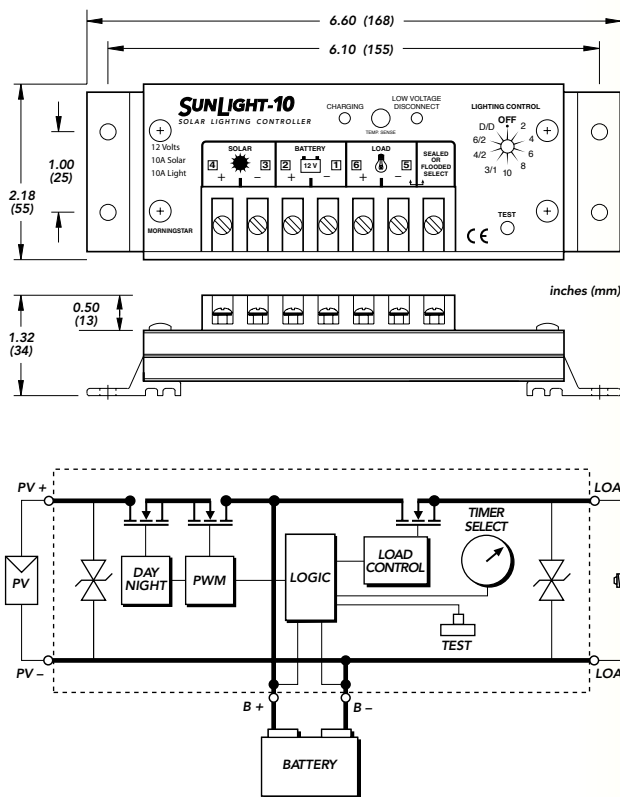 6.60 (168)
6.10 (155)
SUNLIGHT-10
SOLAR LIGHTING CONTROLLER
CHARGING
LOW VOLTAGE
DISCONNECT
TEMP. SENSE
LIGHTING CONTROL
OFF
D/D 2
6/2 4
4/2 6
3/1 10 8
12 Volts
10A Solar
10A Light
SOLAR
BATTERY
LOAD
SEALED
OR
FLOODED
SELECT
4 3 2 12 V 1 6 5
+ − + − + −
TEST
MORNINGSTAR
CE
1.00
(25)
2.18
(55)
inches (mm)
0.50
(13)
1.32
(34)
PV +
LOA
TIMER
SELECT
PV
DAY
NIGHT
PWM
LOGIC
LOAD
CONTROL
TEST
PV −
LOA
B +
B −
BATTERY